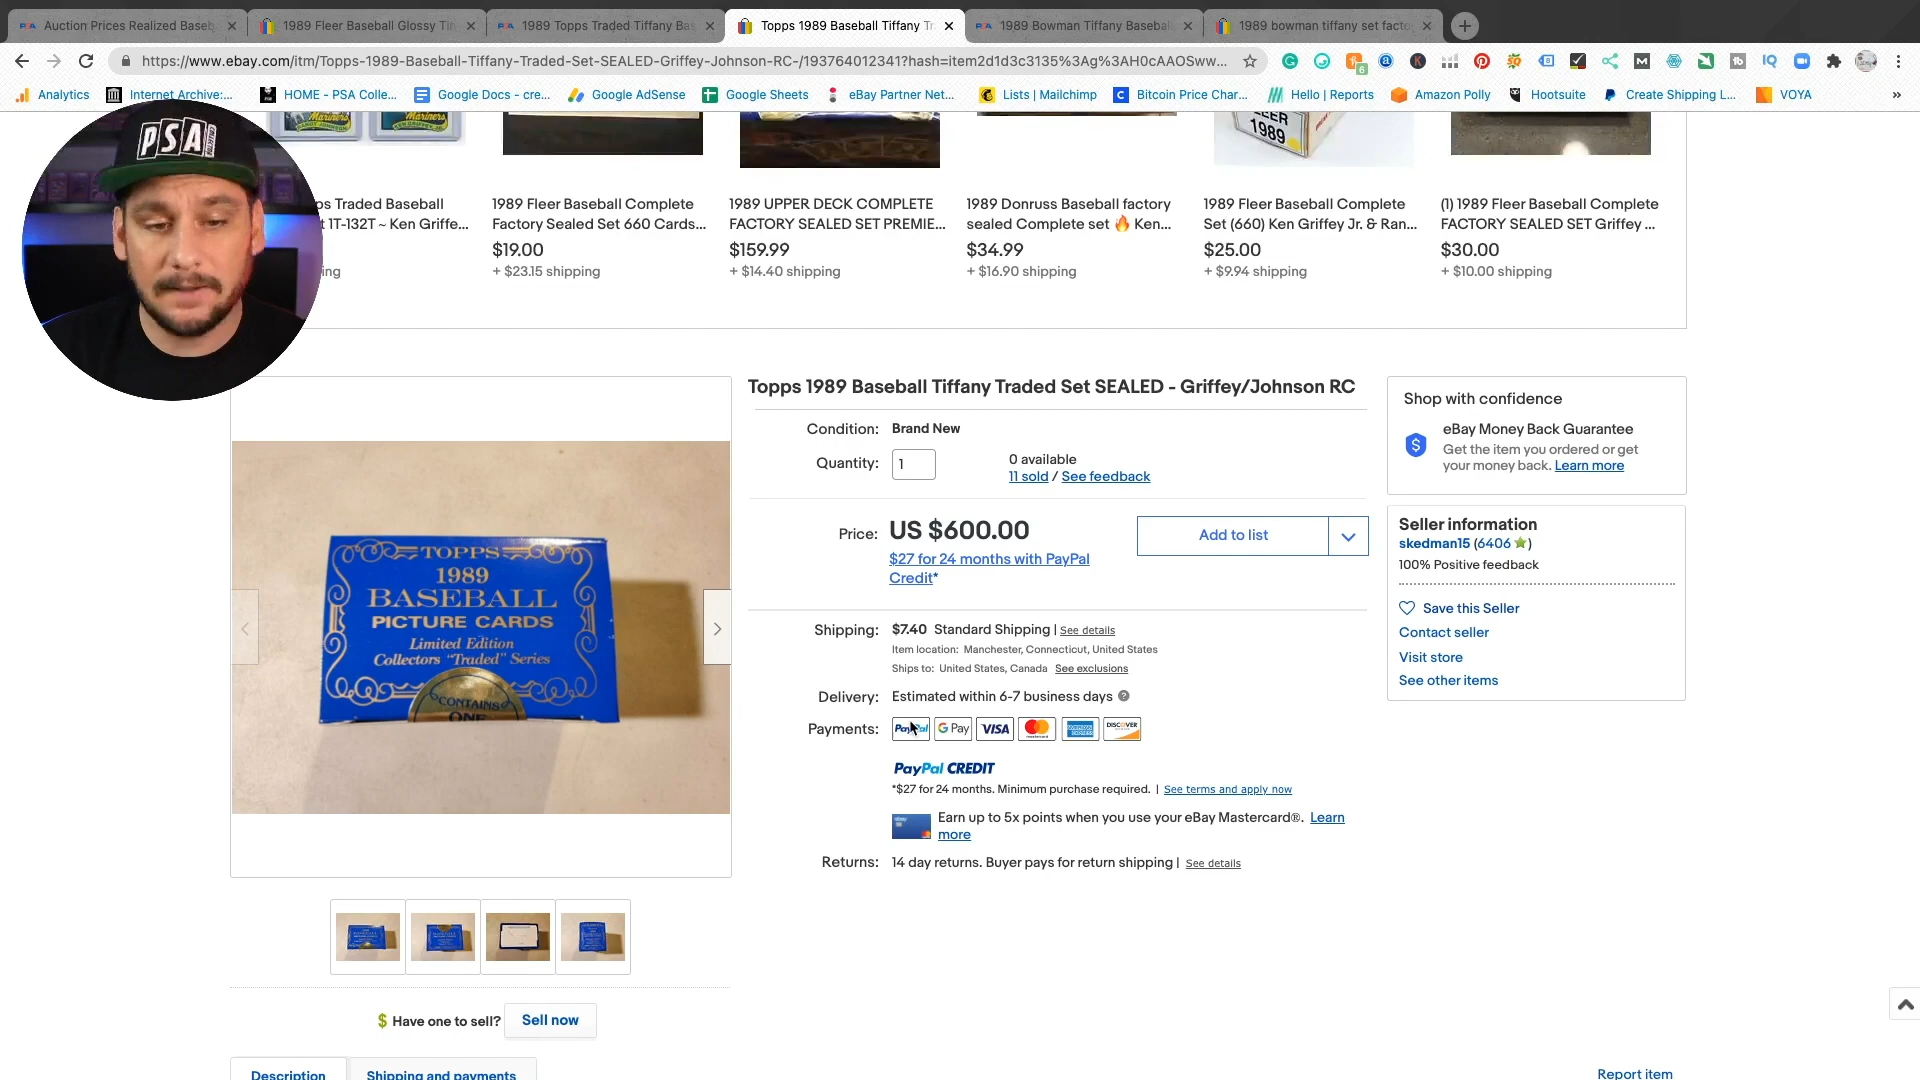 Auction Prices Realized Baseb
1989 Fleer Baseball Glossy Tin
1989 Topps Traded Tiffany Bas
Topps 1989 Baseball Tiffany Tr
1989 Bowman Tiffany Baseball
1989 bowman tiffany set facto
https://www.ebay.com/itm/Topps-1989-Baseball-Tiffany-Traded-Set-SEALED-Griffey-Johnson-RC-/193764012341?hash=item2d1d3c3135%3Ag%3AH0cAAOSww...
Analytics
Internet Archive:...
HOME - PSA Colle...
Google Docs - cre...
Google AdSense
Google Sheets
eBay Partner Net...
Lists | Mailchimp
Bitcoin Price Char...
Hello | Reports
Amazon Polly
Hootsuite
Create Shipping L...
VOYA
»
PSA
Mariners
Mariners
FLEER
1989
ps Traded Baseball
t 1T-132T ~ Ken Griffe...
ing
1989 Fleer Baseball Complete
Factory Sealed Set 660 Cards...
$19.00
+ $23.15 shipping
1989 UPPER DECK COMPLETE
FACTORY SEALED SET PREMIE...
$159.99
+ $14.40 shipping
1989 Donruss Baseball factory
sealed Complete set 🔥 Ken...
$34.99
+ $16.90 shipping
1989 Fleer Baseball Complete
Set (660) Ken Griffey Jr. & Ran...
$25.00
+ $9.94 shipping
(1) 1989 Fleer Baseball Complete
FACTORY SEALED SET Griffey ...
$30.00
+ $10.00 shipping
TOPPS
1989
BASEBALL
PICTURE CARDS
Limited Edition
Collectors "Traded" Series
CONTAINS
ONE
Topps 1989 Baseball Tiffany Traded Set SEALED - Griffey/Johnson RC
Condition: Brand New
Quantity: 1
0 available
11 sold / See feedback
Price: US $600.00
$27 for 24 months with PayPal
Credit*
Add to list
Shipping: $7.40 Standard Shipping | See details
Item location: Manchester, Connecticut, United States
Ships to: United States, Canada See exclusions
Delivery: Estimated within 6-7 business days
Payments: PayPal G Pay VISA mastercard DISCOVER
PayPal CREDIT
*$27 for 24 months. Minimum purchase required. | See terms and apply now
Earn up to 5x points when you use your eBay Mastercard®. Learn
more
Returns: 14 day returns. Buyer pays for return shipping | See details
Shop with confidence
eBay Money Back Guarantee
Get the item you ordered or get
your money back. Learn more
Seller information
skedman15 (6406 )
100% Positive feedback
Save this Seller
Contact seller
Visit store
See other items
$ Have one to sell? Sell now
Description
Shipping and payments
Report item